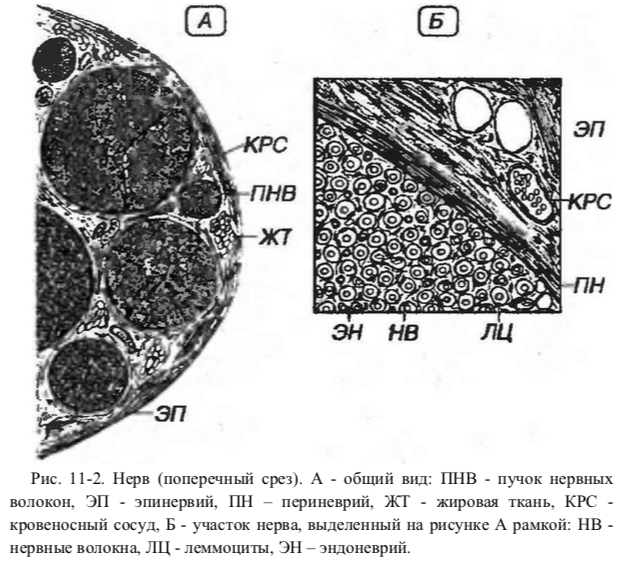 А
Б
КРС
ПНВ
ЖТ
ЭП
ЭП
КРС
ПН
ЭН НВ ЛЦ
Рис. 11-2. Нерв (поперечный срез). А - общий вид: ПНВ - пучок нервных
волокон, ЭП - эпинервий, ПН – периневрий, ЖТ - жировая ткань, КРС -
кровеносный сосуд, Б - участок нерва, выделенный на рисунке А рамкой: НВ -
нервные волокна, ЛЦ - леммоциты, ЭН – эндоневрий.